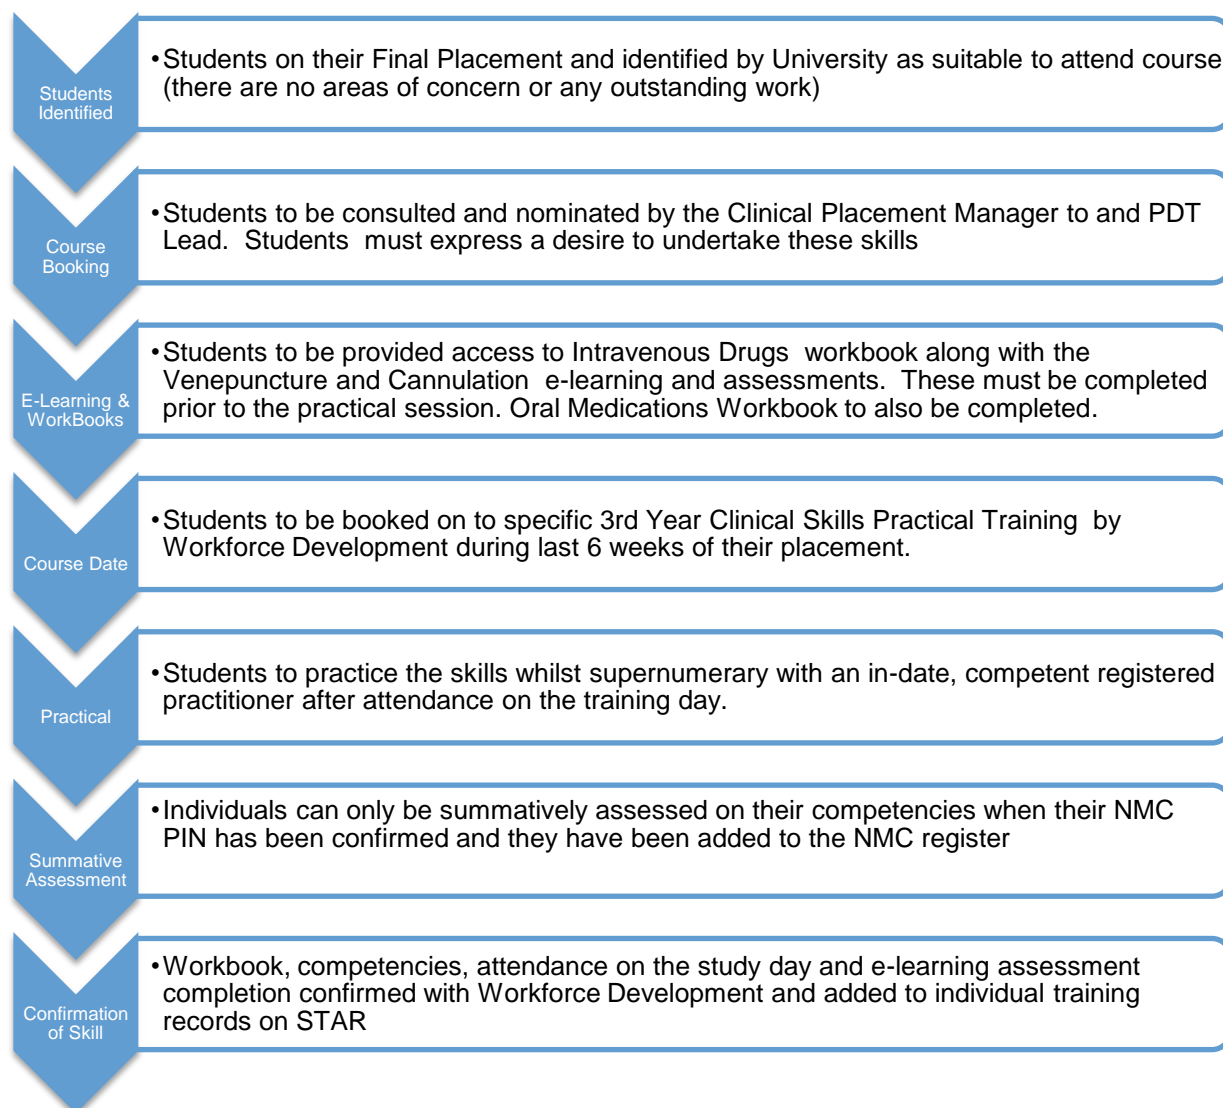 Students
Identified
•Students on their Final Placement and identified by University as suitable to attend course
(there are no areas of concern or any outstanding work)
Course
Booking
•Students to be consulted and nominated by the Clinical Placement Manager to and PDT
Lead.  Students  must express a desire to undertake these skills
E-Learning &
WorkBooks
•Students to be provided access to Intravenous Drugs  workbook along with the
Venepuncture and Cannulation  e-learning and assessments.  These must be completed
prior to the practical session. Oral Medications Workbook to also be completed.
Course Date
•Students to be booked on to specific 3rd Year Clinical Skills Practical Training  by
Workforce Development during last 6 weeks of their placement.
Practical
•Students to practice the skills whilst supernumerary with an in-date, competent registered
practitioner after attendance on the training day.
Summative
Assessment
•Individuals can only be summatively assessed on their competencies when their NMC
PIN has been confirmed and they have been added to the NMC register
Confirmation
of Skill
•Workbook, competencies, attendance on the study day and e-learning assessment
completion confirmed with Workforce Development and added to individual training
records on STAR